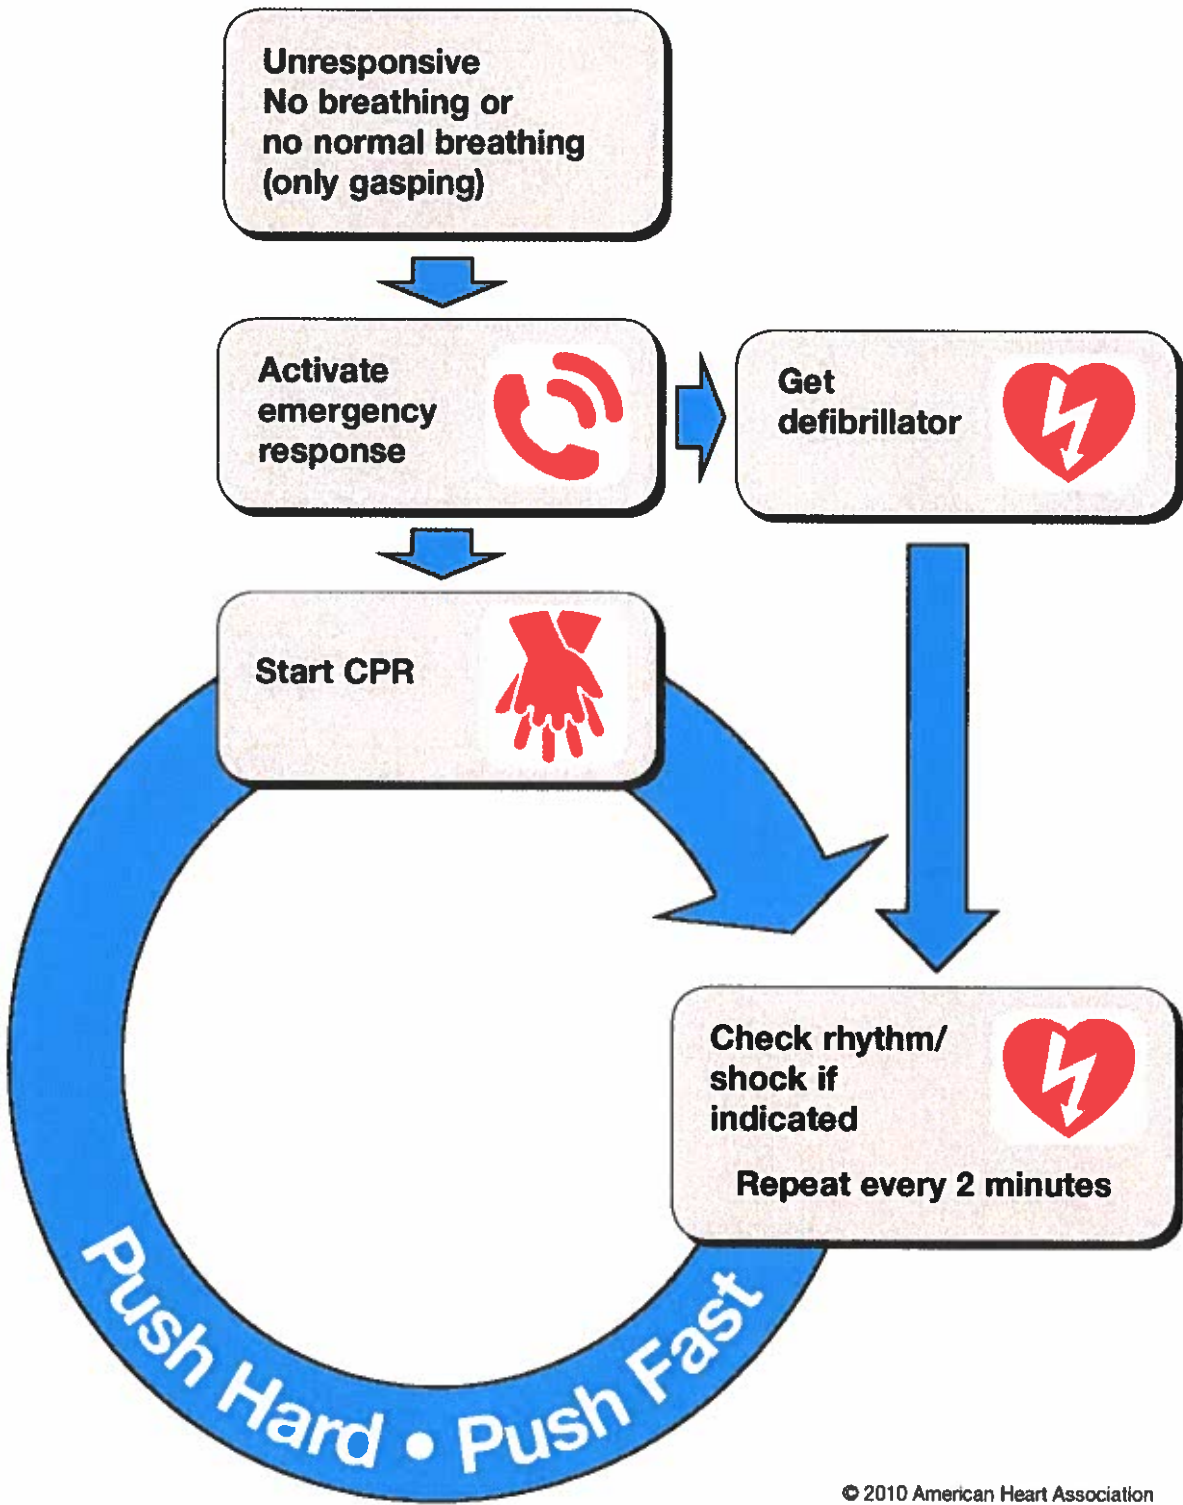 Unresponsive
No breathing or
no normal breathing
(only gasping)
Activate
emergency
response
Get
defibrillator
Start CPR
Check rhythm/
shock if
indicated
Repeat every 2 minutes
Push Hard • Push Fast
© 2010 American Heart Association